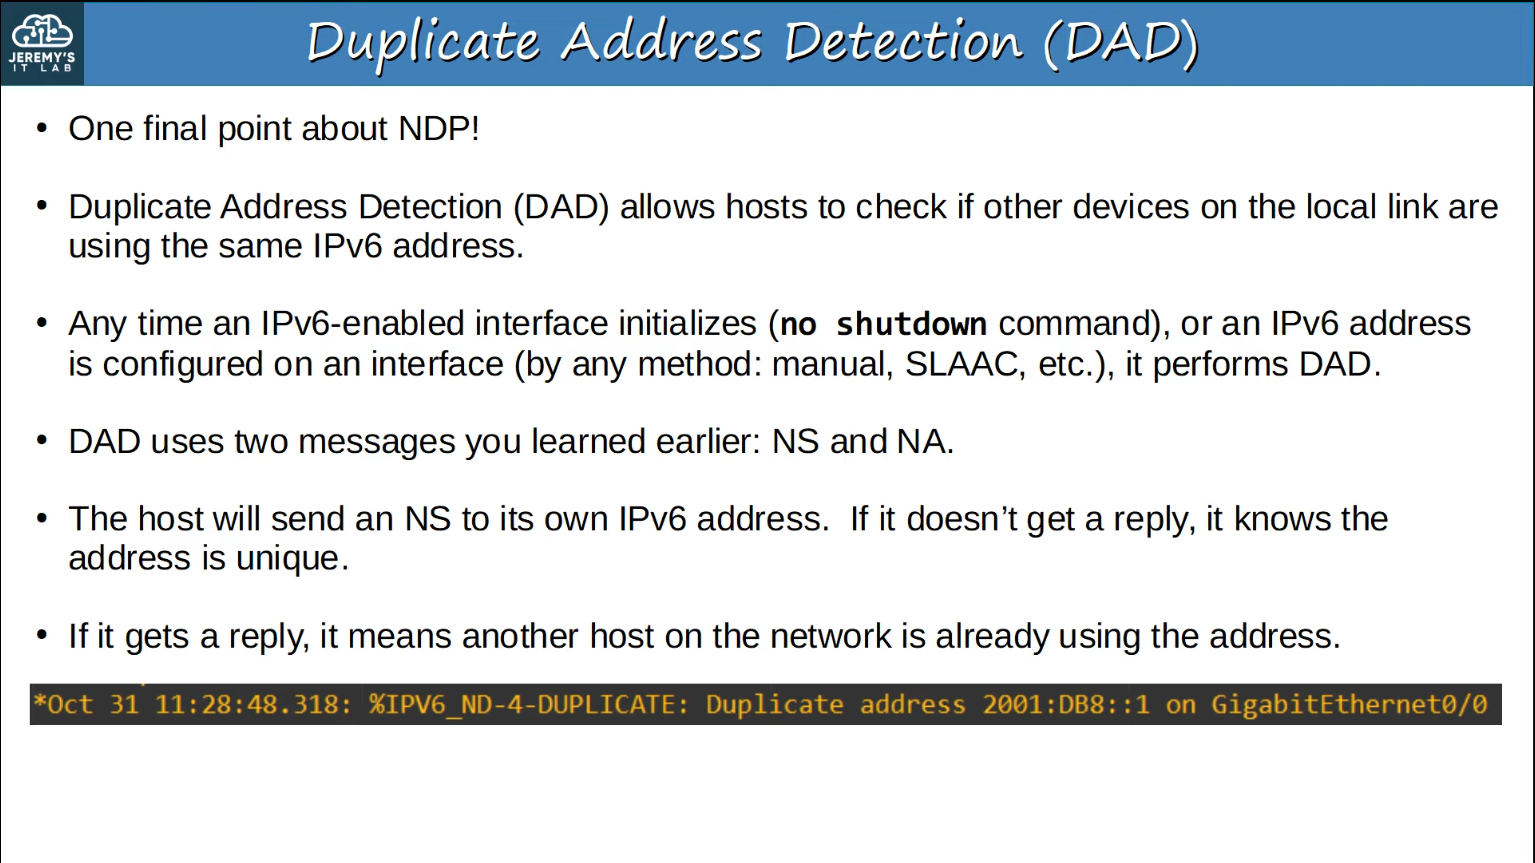 JEREMY'S
IT LAB
Duplicate Address Detection (DAD)
• One final point about NDP!
• Duplicate Address Detection (DAD) allows hosts to check if other devices on the local link are
using the same IPv6 address.
• Any time an IPv6-enabled interface initializes (no shutdown command), or an IPv6 address
is configured on an interface (by any method: manual, SLAAC, etc.), it performs DAD.
• DAD uses two messages you learned earlier: NS and NA.
• The host will send an NS to its own IPv6 address.  If it doesn’t get a reply, it knows the
address is unique.
• If it gets a reply, it means another host on the network is already using the address.
*Oct 31 11:28:48.318: %IPV6_ND-4-DUPLICATE: Duplicate address 2001:DB8::1 on GigabitEthernet0/0